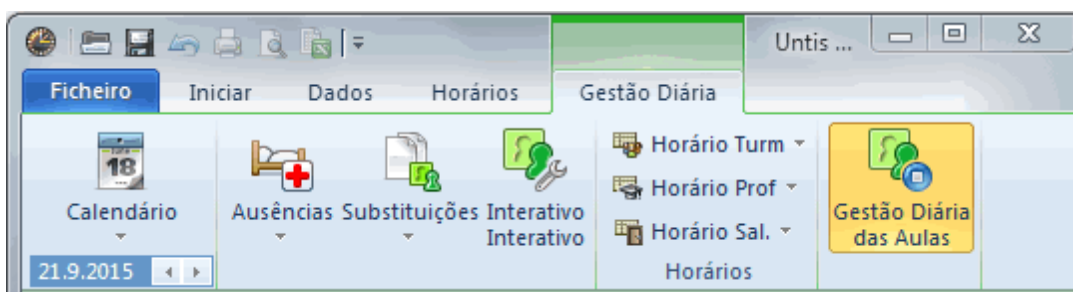 Untis ...
Ficheiro Iniciar Dados Horários Gestão Diária
18
Calendário
21.9.2015
Ausências
Substituições
Interativo
Interativo
Horário Turm
Horário Prof
Horário Sal.
Horários
Gestão Diária
das Aulas